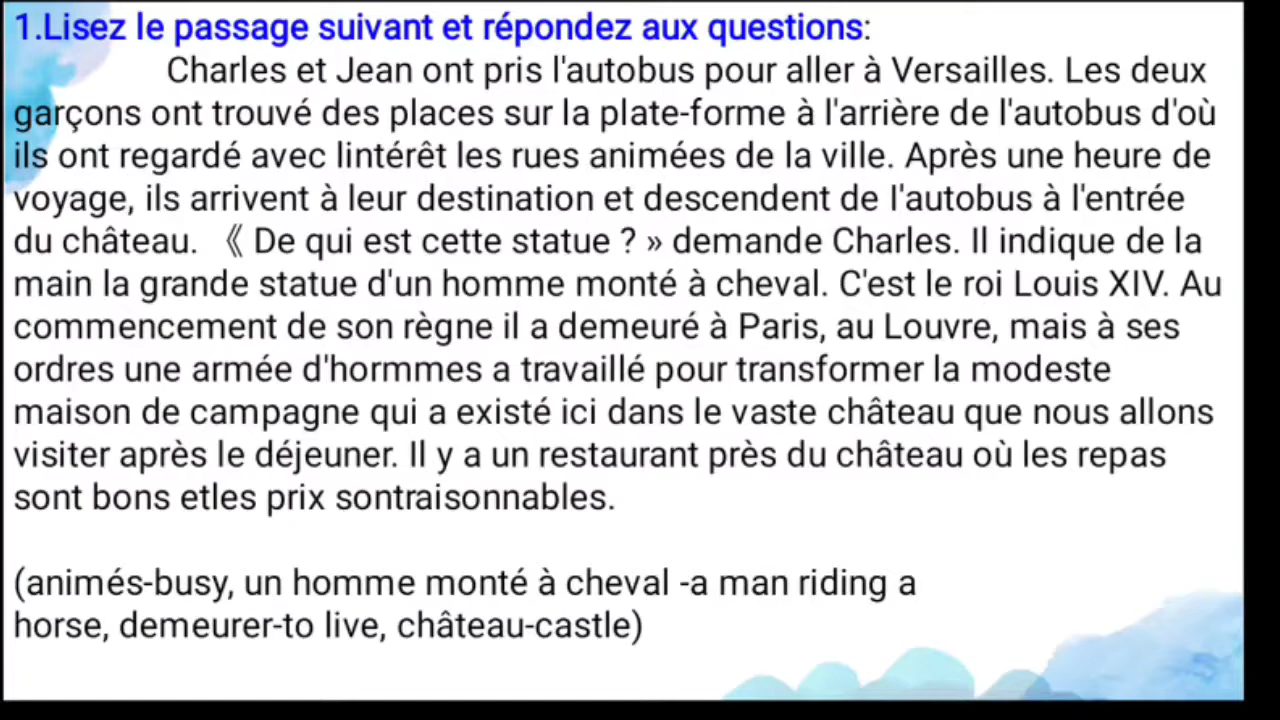 1.Lisez le passage suivant et répondez aux questions:
Charles et Jean ont pris l'autobus pour aller à Versailles. Les deux
garçons ont trouvé des places sur la plate-forme à l'arrière de l'autobus d'où
ils ont regardé avec lintérêt les rues animées de la ville. Après une heure de
voyage, ils arrivent à leur destination et descendent de I'autobus à l'entrée
du château. 《 De qui est cette statue ? » demande Charles. Il indique de la
main la grande statue d'un homme monté à cheval. C'est le roi Louis XIV. Au
commencement de son règne il a demeuré à Paris, au Louvre, mais à ses
ordres une armée d'hormmes a travaillé pour transformer la modeste
maison de campagne qui a existé ici dans le vaste château que nous allons
visiter après le déjeuner. Il y a un restaurant près du château où les repas
sont bons etles prix sontraisonnables.
(animés-busy, un homme monté à cheval -a man riding a
horse, demeurer-to live, château-castle)